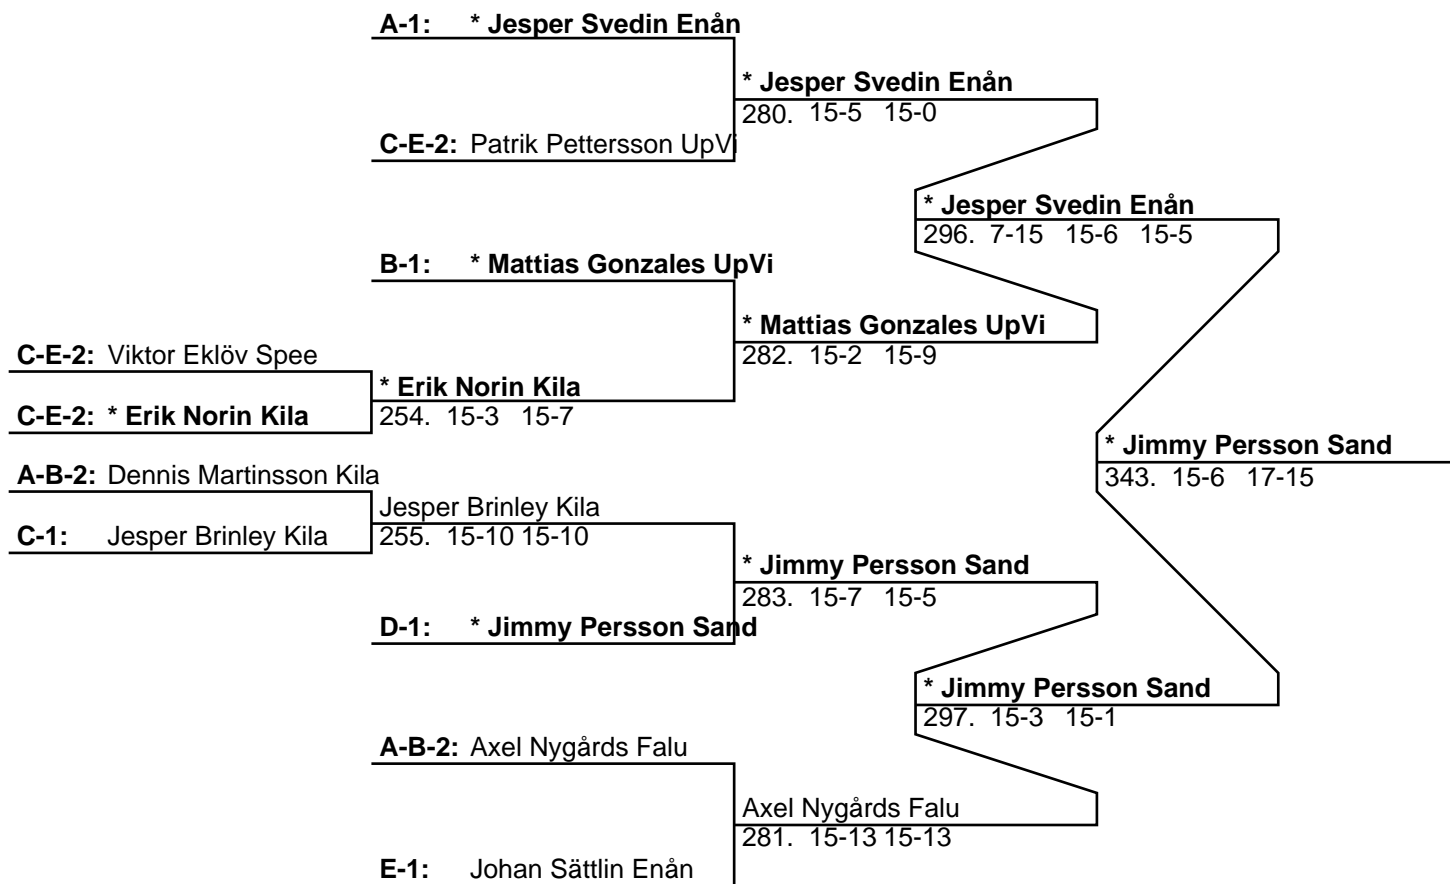 A-1: * Jesper Svedin Enån
* Jesper Svedin Enån
280. 15-5 15-0
C-E-2: Patrik Pettersson UpVi
* Jesper Svedin Enån
296. 7-15 15-6 15-5
B-1: * Mattias Gonzales UpVi
* Mattias Gonzales UpVi
282. 15-2 15-9
C-E-2: Viktor Eklöv Spee
* Erik Norin Kila
254. 15-3 15-7
C-E-2: * Erik Norin Kila
* Jimmy Persson Sand
343. 15-6 17-15
A-B-2: Dennis Martinsson Kila
Jesper Brinley Kila
255. 15-10 15-10
C-1: Jesper Brinley Kila
* Jimmy Persson Sand
283. 15-7 15-5
D-1: * Jimmy Persson Sand
* Jimmy Persson Sand
297. 15-3 15-1
A-B-2: Axel Nygårds Falu
Axel Nygårds Falu
281. 15-13 15-13
E-1: Johan Sättlin Enån